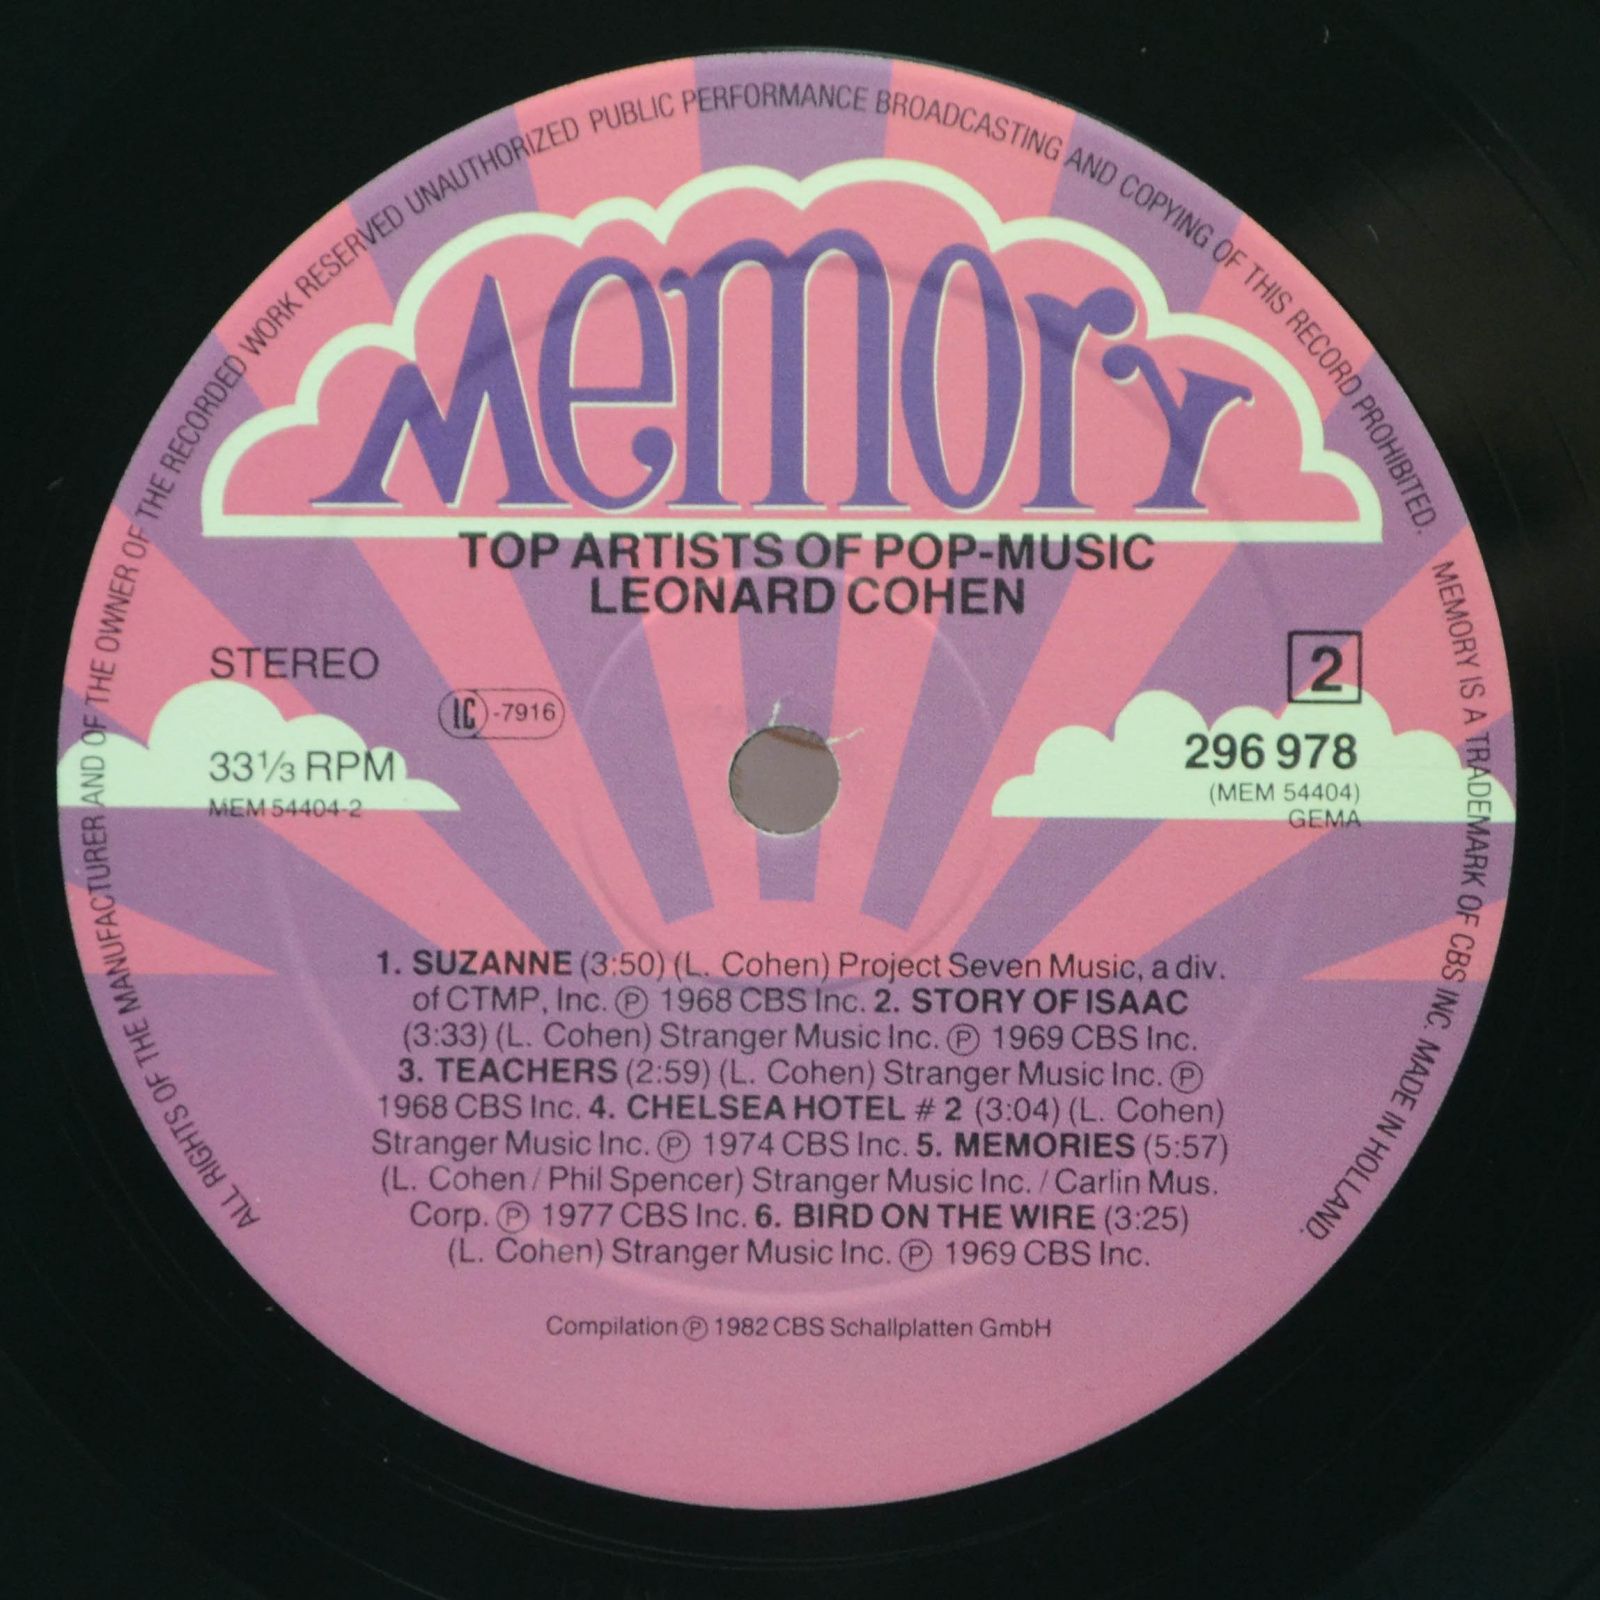 ALL RIGHTS OF THE MANUFACTURER AND OF THE OWNER OF THE RECORDED WORK RESERVED UNAUTHORIZED PUBLIC PERFORMANCE BROADCASTING AND COPYING OF THIS RECORD PROHIBITED. MEMORY IS A TRADEMARK OF CBS INC. MADE IN HOLLAND.
Memory
TOP ARTISTS OF POP-MUSIC
LEONARD COHEN
STEREO
LC-7916
33⅓ RPM
MEM 54404-2
2
296 978
(MEM 54404)
GEMA
1. SUZANNE (3:50) (L. Cohen) Project Seven Music, a div.
of CTMP, Inc. Ⓟ 1968 CBS Inc. 2. STORY OF ISAAC
(3:33) (L. Cohen) Stranger Music Inc. Ⓟ 1969 CBS Inc.
3. TEACHERS (2:59) (L. Cohen) Stranger Music Inc. Ⓟ
1968 CBS Inc. 4. CHELSEA HOTEL # 2 (3:04) (L. Cohen)
Stranger Music Inc. Ⓟ 1974 CBS Inc. 5. MEMORIES (5:57)
(L. Cohen / Phil Spencer) Stranger Music Inc. / Carlin Mus.
Corp. Ⓟ 1977 CBS Inc. 6. BIRD ON THE WIRE (3:25)
(L. Cohen) Stranger Music Inc. Ⓟ 1969 CBS Inc.
Compilation Ⓟ 1982 CBS Schallplatten GmbH